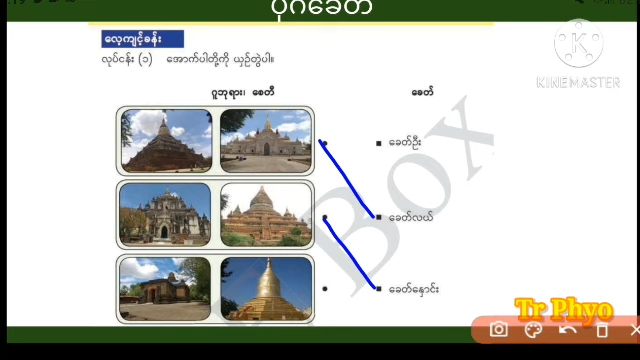 ပုဂံခေတ်
လေ့ကျင့်ခန်း
လုပ်ငန်း (၁) အောက်ပါတို့ကို ယှဉ်တွဲပါ။
ဂူဘုရား၊ စေတီ ခေတ်
ခေတ်ဦး
ခေတ်လယ်
ခေတ်နှောင်း
BOX
K
KINEMASTER
Tr Phyo